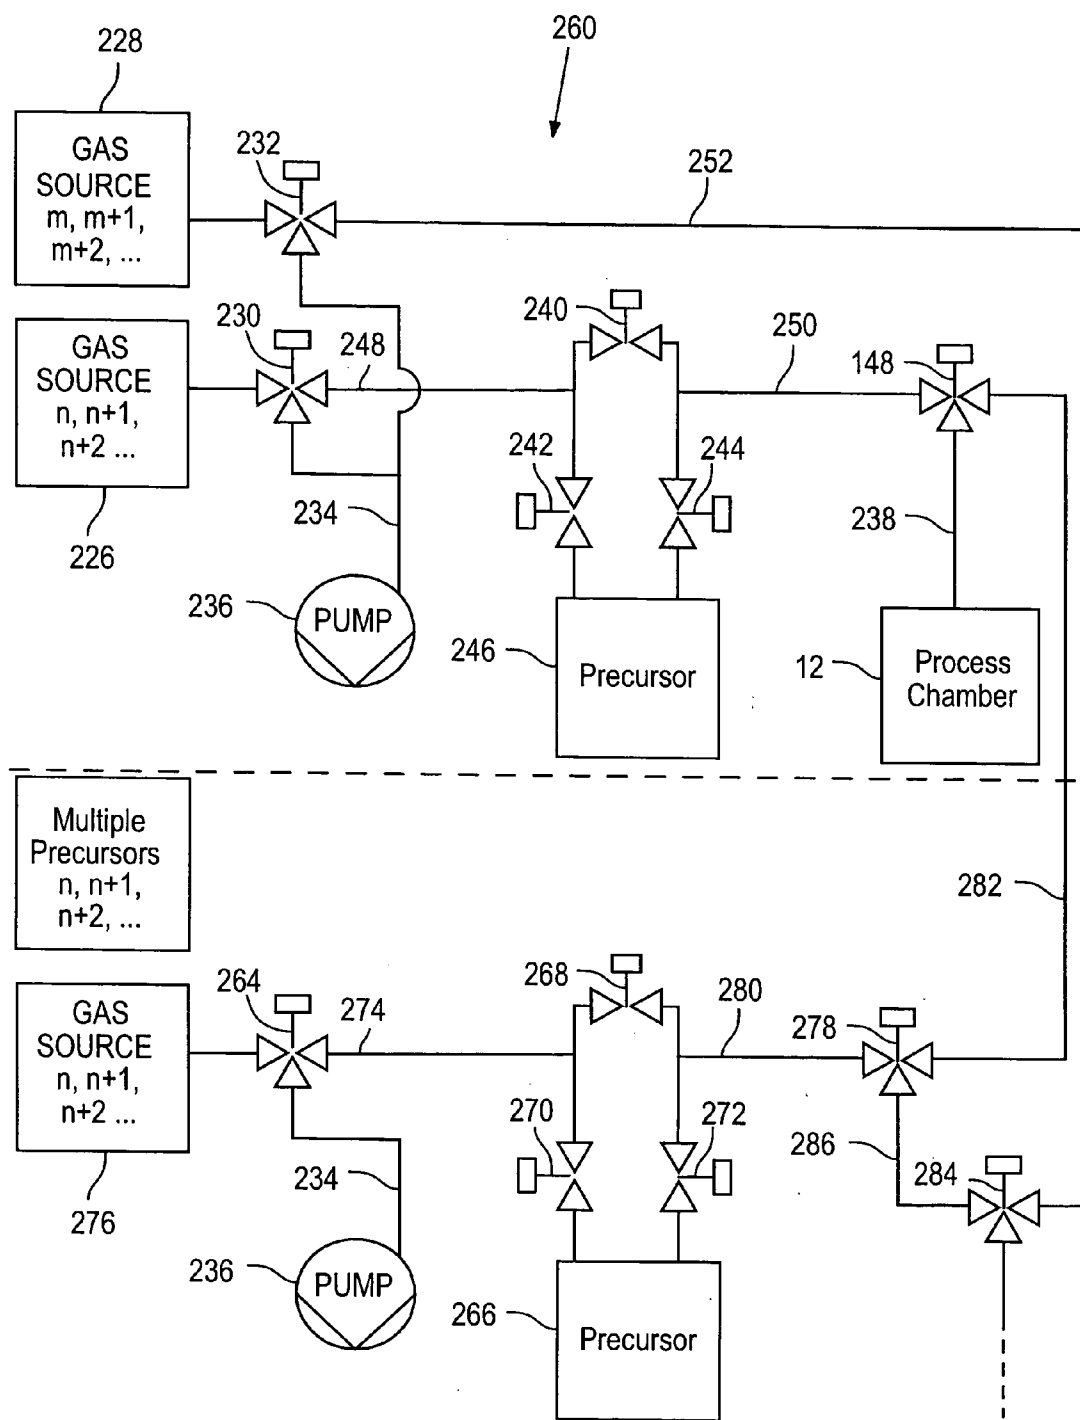 260
228
GAS
SOURCE
m, m+1,
m+2, ...
232
252
GAS
SOURCE
n, n+1,
n+2 ...
230
248
240
250
148
226
242
244
234
238
236
PUMP
246
Precursor
12
Process
Chamber
Multiple
Precursors
n, n+1,
n+2, ...
282
GAS
SOURCE
n, n+1,
n+2 ...
264
274
268
280
278
276
270
272
286
284
234
236
PUMP
266
Precursor